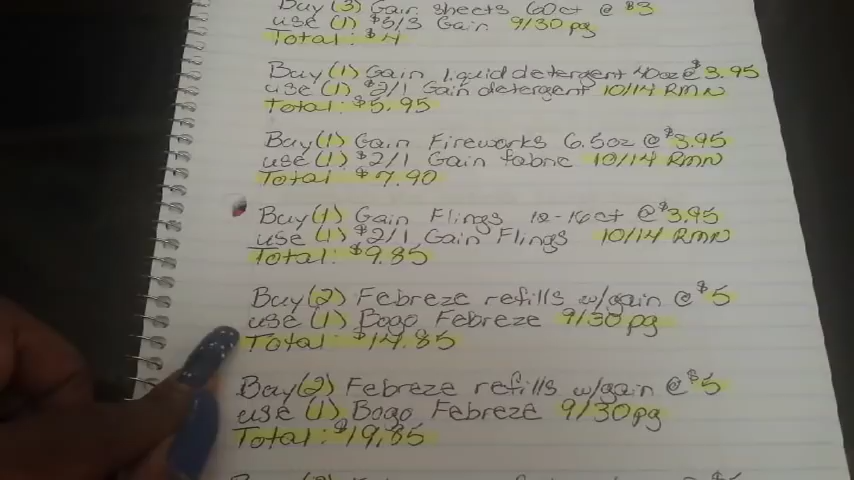 Buy (3) Gain sheets 60ct @ $3
use (1) $5/3 Gain 9/30 pg
Total: $4
Buy (1) Gain liquid detergent 40oz @ $3.95
use (1) $2/1 Gain detergent 10/14 RMN
Total: $5.95
Buy (1) Gain Fireworks 6.5oz @ $3.95
use (1) $2/1 Gain fabric 10/14 RMN
Total: $7.90
Buy (1) Gain Flings 12-16ct @ $3.95
use (1) $2/1 Gain Flings 10/14 RMN
Total: $9.85
Buy (2) Febreze refills w/gain @ $5
use (1) Bogo Febreze 9/30 pg
Total: $14.85
Buy (2) Febreze refills w/gain @ $5
use (1) Bogo Febreze 9/30 pg
Total: $19.85